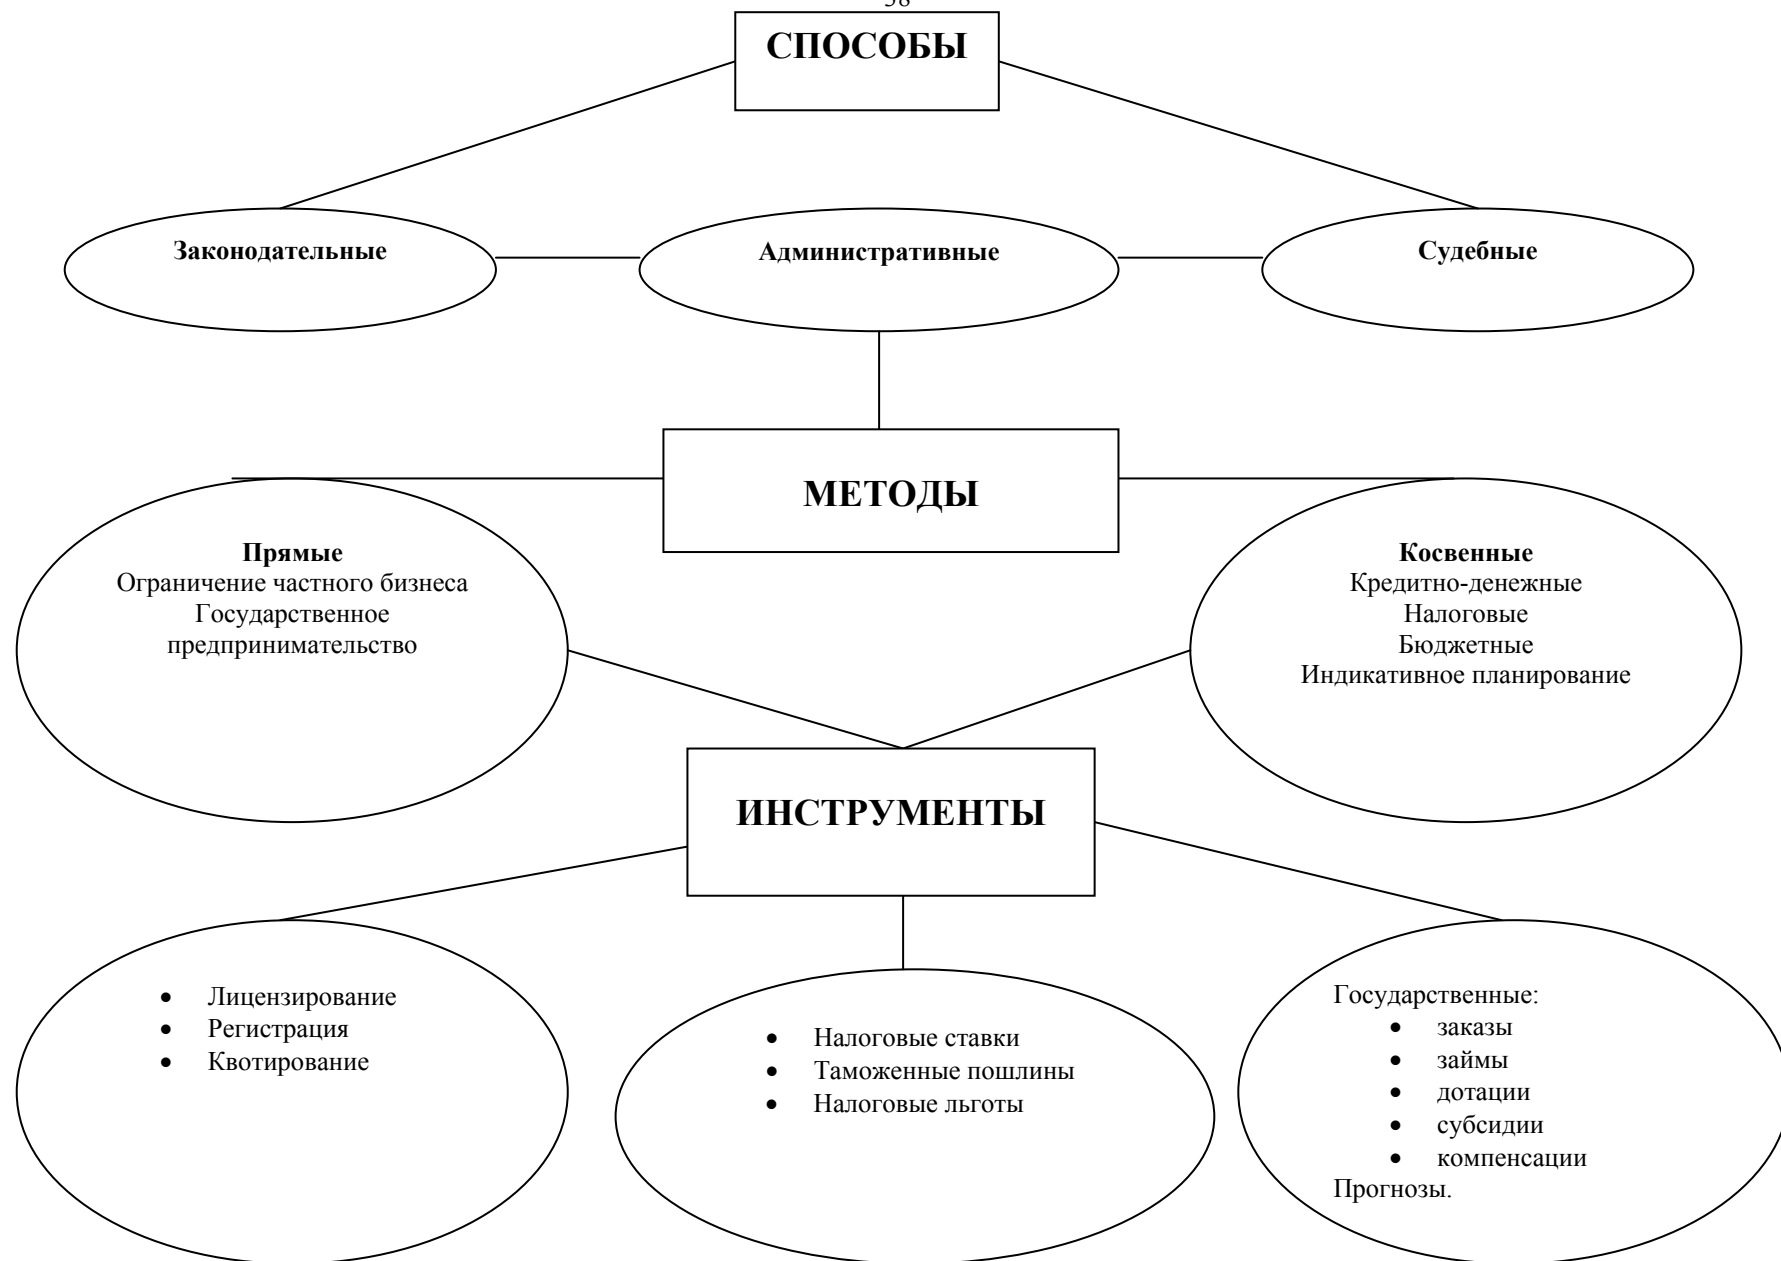 38
СПОСОБЫ
Законодательные
Административные
Судебные
МЕТОДЫ
Прямые
Ограничение частного бизнеса
Государственное
предпринимательство
Косвенные
Кредитно-денежные
Налоговые
Бюджетные
Индикативное планирование
ИНСТРУМЕНТЫ
• Лицензирование
• Регистрация
• Квотирование
• Налоговые ставки
• Таможенные пошлины
• Налоговые льготы
Государственные:
• заказы
• займы
• дотации
• субсидии
• компенсации
Прогнозы.